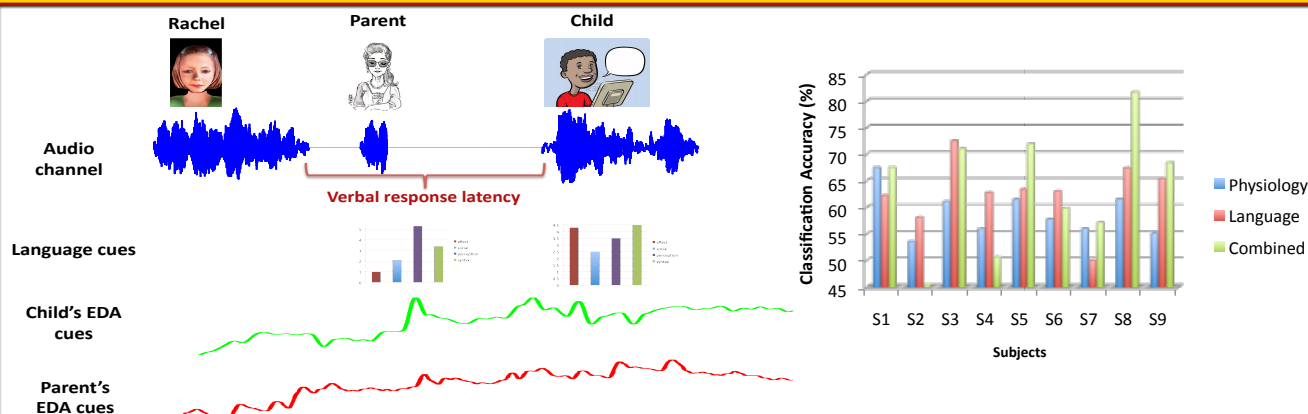 Rachel
Parent
Child
Audio
channel
Verbal response latency
Language cues
Child's EDA
cues
Parent's
EDA cues
Classification Accuracy (%)
85
80
75
70
65
60
55
50
45
S1 S2 S3 S4 S5 S6 S7 S8 S9
Subjects
Physiology
Language
Combined